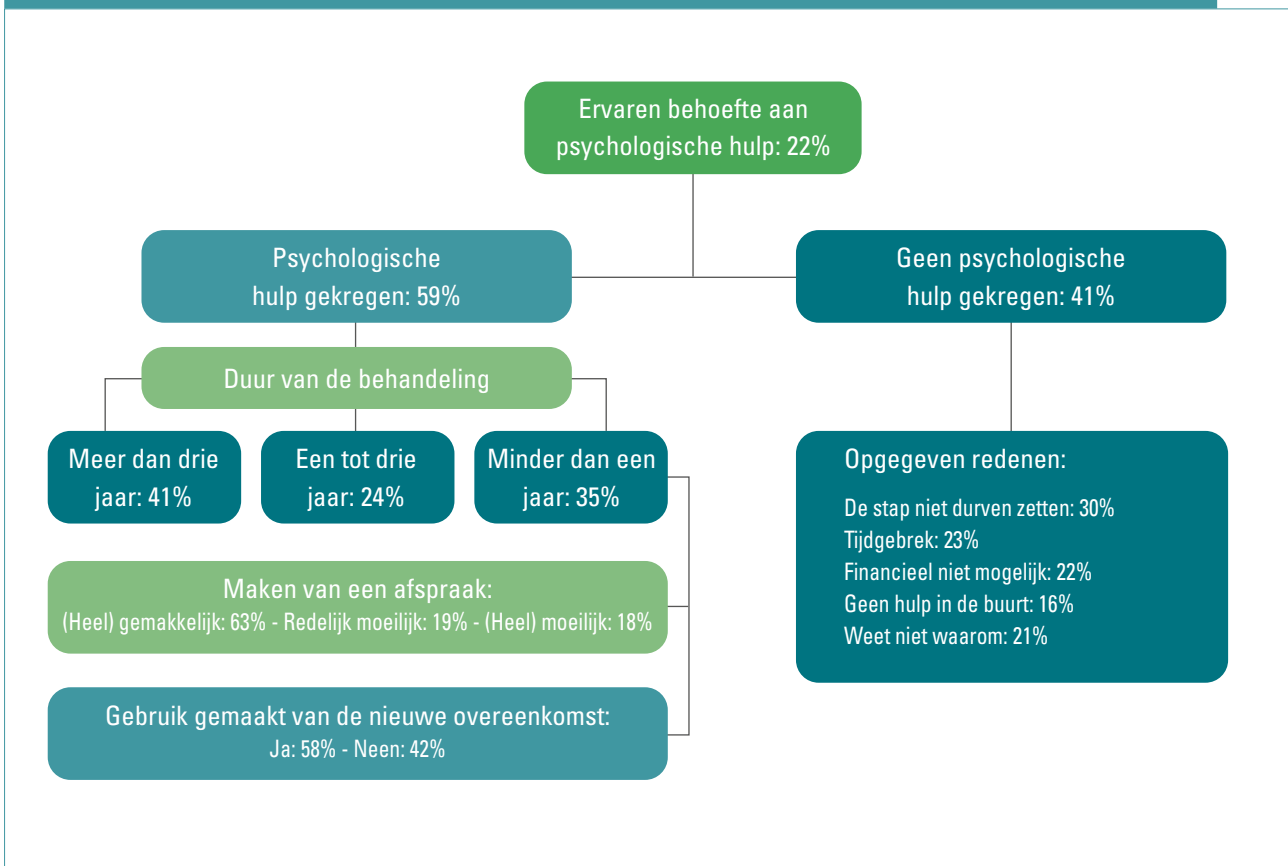 Ervaren behoefte aan
psychologische hulp: 22%
Psychologische
hulp gekregen: 59%
Geen psychologische
hulp gekregen: 41%
Duur van de behandeling
Meer dan drie
jaar: 41%
Een tot drie
jaar: 24%
Minder dan een
jaar: 35%
Maken van een afspraak:
(Heel) gemakkelijk: 63% - Redelijk moeilijk: 19% - (Heel) moeilijk: 18%
Gebruik gemaakt van de nieuwe overeenkomst:
Ja: 58% - Neen: 42%
Opgegeven redenen:
De stap niet durven zetten: 30%
Tijdgebrek: 23%
Financieel niet mogelijk: 22%
Geen hulp in de buurt: 16%
Weet niet waarom: 21%